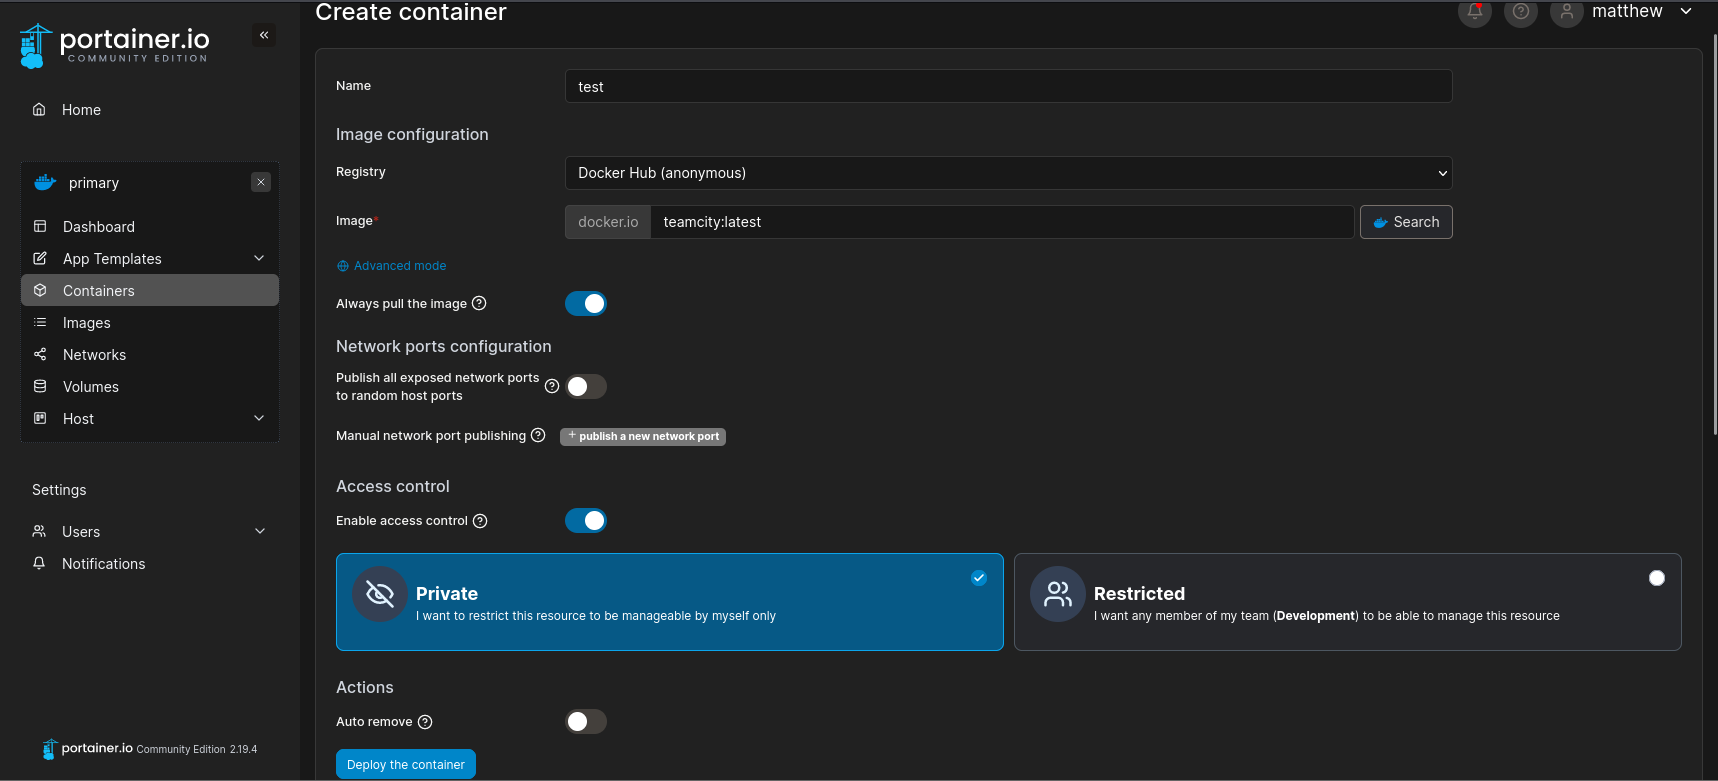 Create container
matthew
portainer.io
COMMUNITY EDITION
Home
primary
Dashboard
App Templates
Containers
Images
Networks
Volumes
Host
Settings
Users
Notifications
portainer.io Community Edition 2.19.4
Name
test
Image configuration
Registry
Docker Hub (anonymous)
Image*
docker.io
teamcity:latest
Search
Advanced mode
Always pull the image
Network ports configuration
Publish all exposed network ports
to random host ports
Manual network port publishing
+ publish a new network port
Access control
Enable access control
Private
I want to restrict this resource to be manageable by myself only
Restricted
I want any member of my team (Development) to be able to manage this resource
Actions
Auto remove
Deploy the container